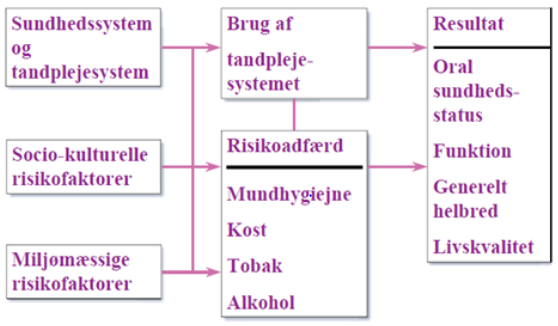 Sundhedssystem
og
tandplejesystem
Socio-kulturelle
risikofaktorer
Miljømæssige
risikofaktorer
Brug af
tandpleje-
systemet
Risikoadfærd
Mundhygiejne
Kost
Tobak
Alkohol
Resultat
Oral
sundheds-
status
Funktion
Generelt
helbred
Livskvalitet